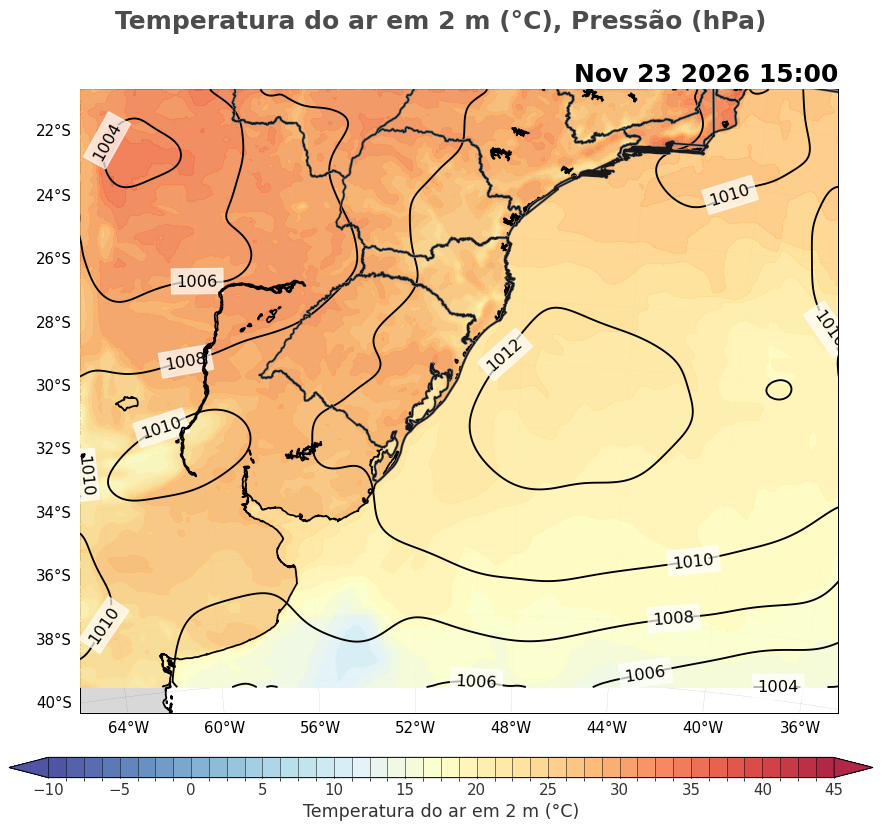 Temperatura do ar em 2 m (°C), Pressão (hPa)
Nov 23 2026 15:00
22°S
24°S
26°S
28°S
30°S
32°S
34°S
36°S
38°S
40°S
1004
1010
1006
1010
1012
1008
1010
1010
1010
1010
1008
1006
1006
1004
64°W 60°W 56°W 52°W 48°W 44°W 40°W 36°W
−10 −5 0 5 10 15 20 25 30 35 40 45
Temperatura do ar em 2 m (°C)